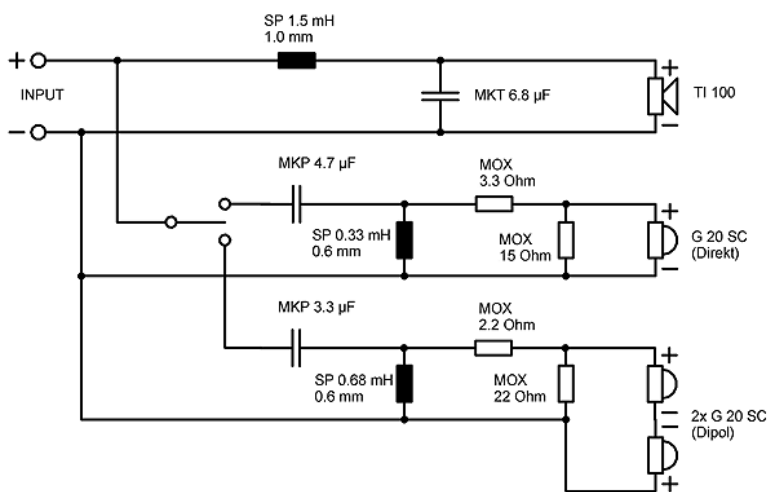 SP 1.5 mH
1.0 mm
+
INPUT
–
MKT 6.8 µF
+
TI 100
–
MKP 4.7 µF
MOX
3.3 Ohm
SP 0.33 mH
0.6 mm
MOX
15 Ohm
+
G 20 SC
(Direkt)
–
MKP 3.3 µF
MOX
2.2 Ohm
SP 0.68 mH
0.6 mm
MOX
22 Ohm
+
–
2x G 20 SC
–
(Dipol)
+